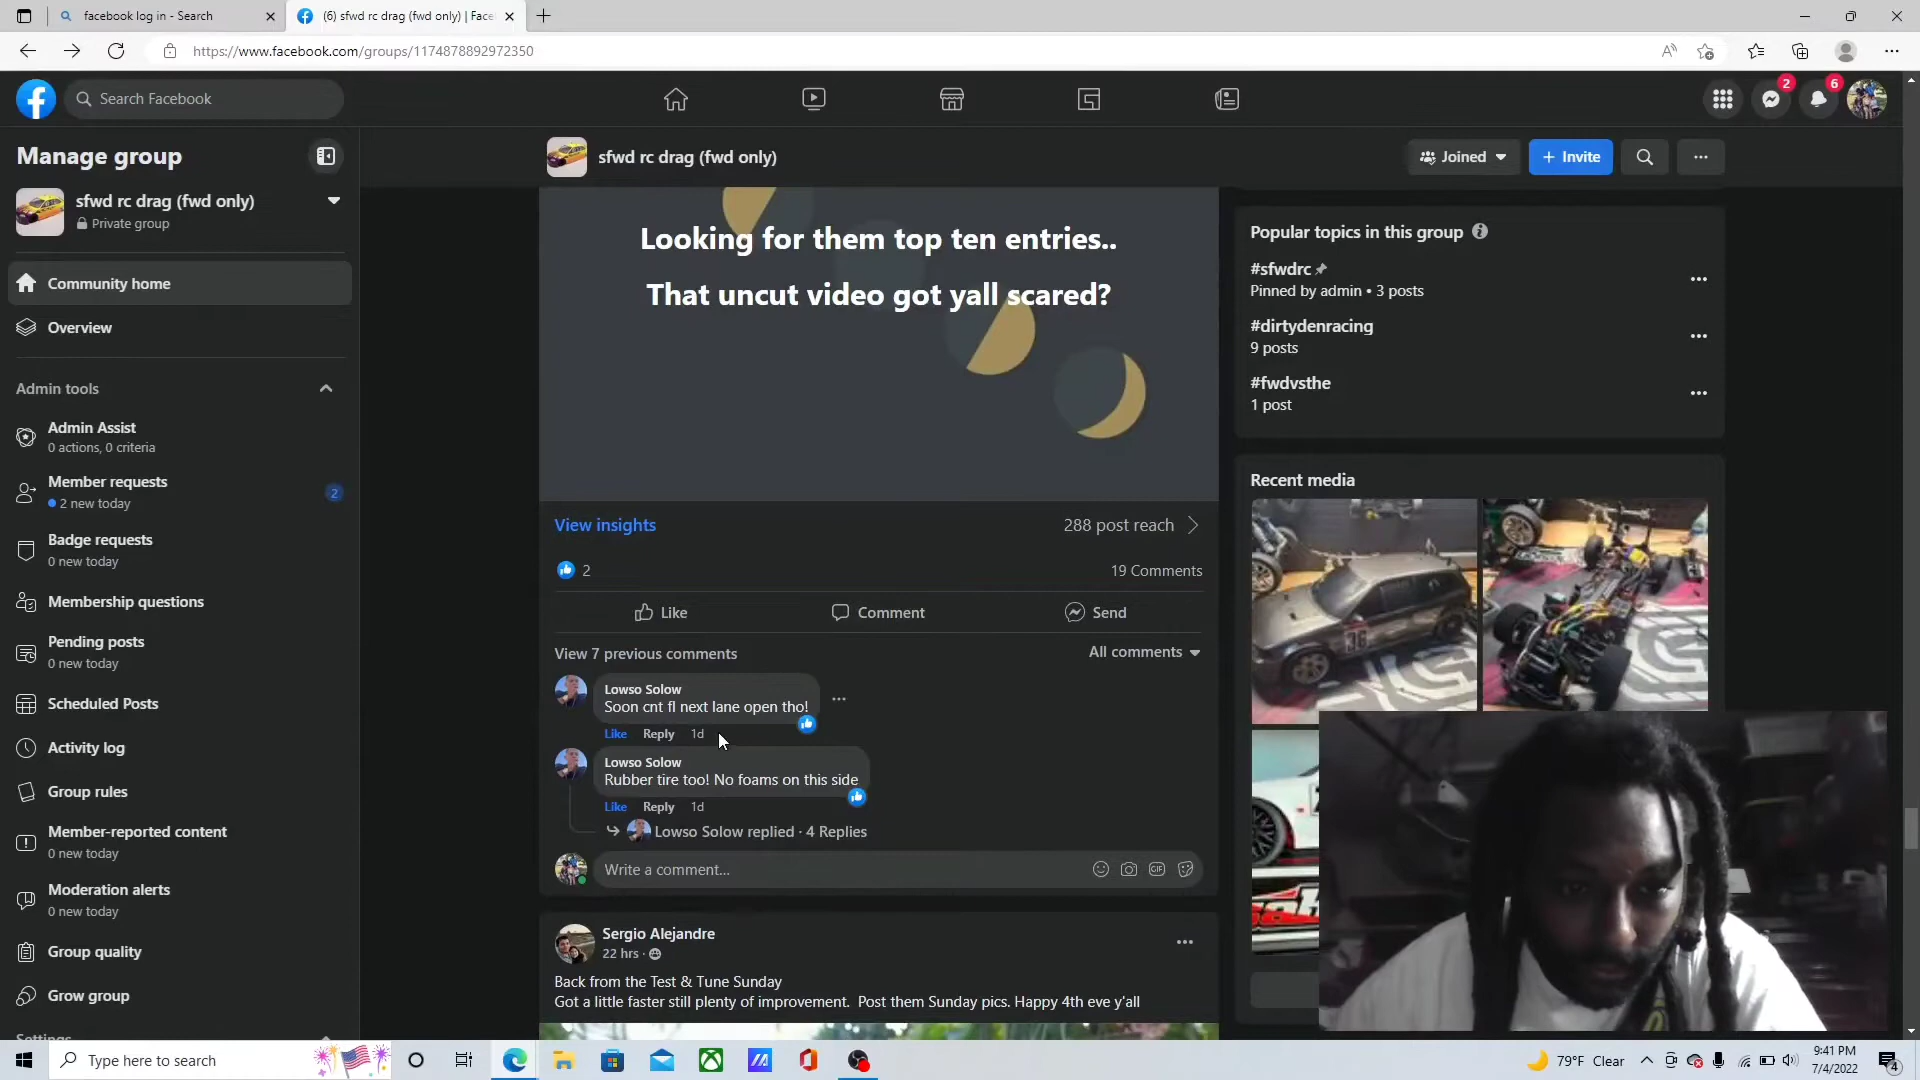 facebook log in - Search
(6) sfwd rc drag (fwd only) | Face
https://www.facebook.com/groups/1174878892972350
Search Facebook
2
6
Manage group
sfwd rc drag (fwd only)
Private group
Community home
Overview
Admin tools
Admin Assist
0 actions, 0 criteria
Member requests
2 new today
2
Badge requests
0 new today
Membership questions
Pending posts
0 new today
Scheduled Posts
Activity log
Group rules
Member-reported content
0 new today
Moderation alerts
0 new today
Group quality
Grow group
Settings
sfwd rc drag (fwd only)
Joined
+ Invite
Looking for them top ten entries..
That uncut video got yall scared?
View insights
288 post reach
2
19 Comments
Like
Comment
Send
View 7 previous comments
All comments
Lowso Solow
Soon cnt fl next lane open tho!
Like Reply 1d
Lowso Solow
Rubber tire too! No foams on this side
Like Reply 1d
Lowso Solow replied · 4 Replies
Write a comment...
GIF
Sergio Alejandre
22 hrs ·
Back from the Test & Tune Sunday
Got a little faster still plenty of improvement. Post them Sunday pics. Happy 4th eve y'all
Popular topics in this group
#sfwdrc
Pinned by admin • 3 posts
#dirtydenracing
9 posts
#fwdvsthe
1 post
Recent media
36
Type here to search
79°F Clear
9:41 PM
7/4/2022
4